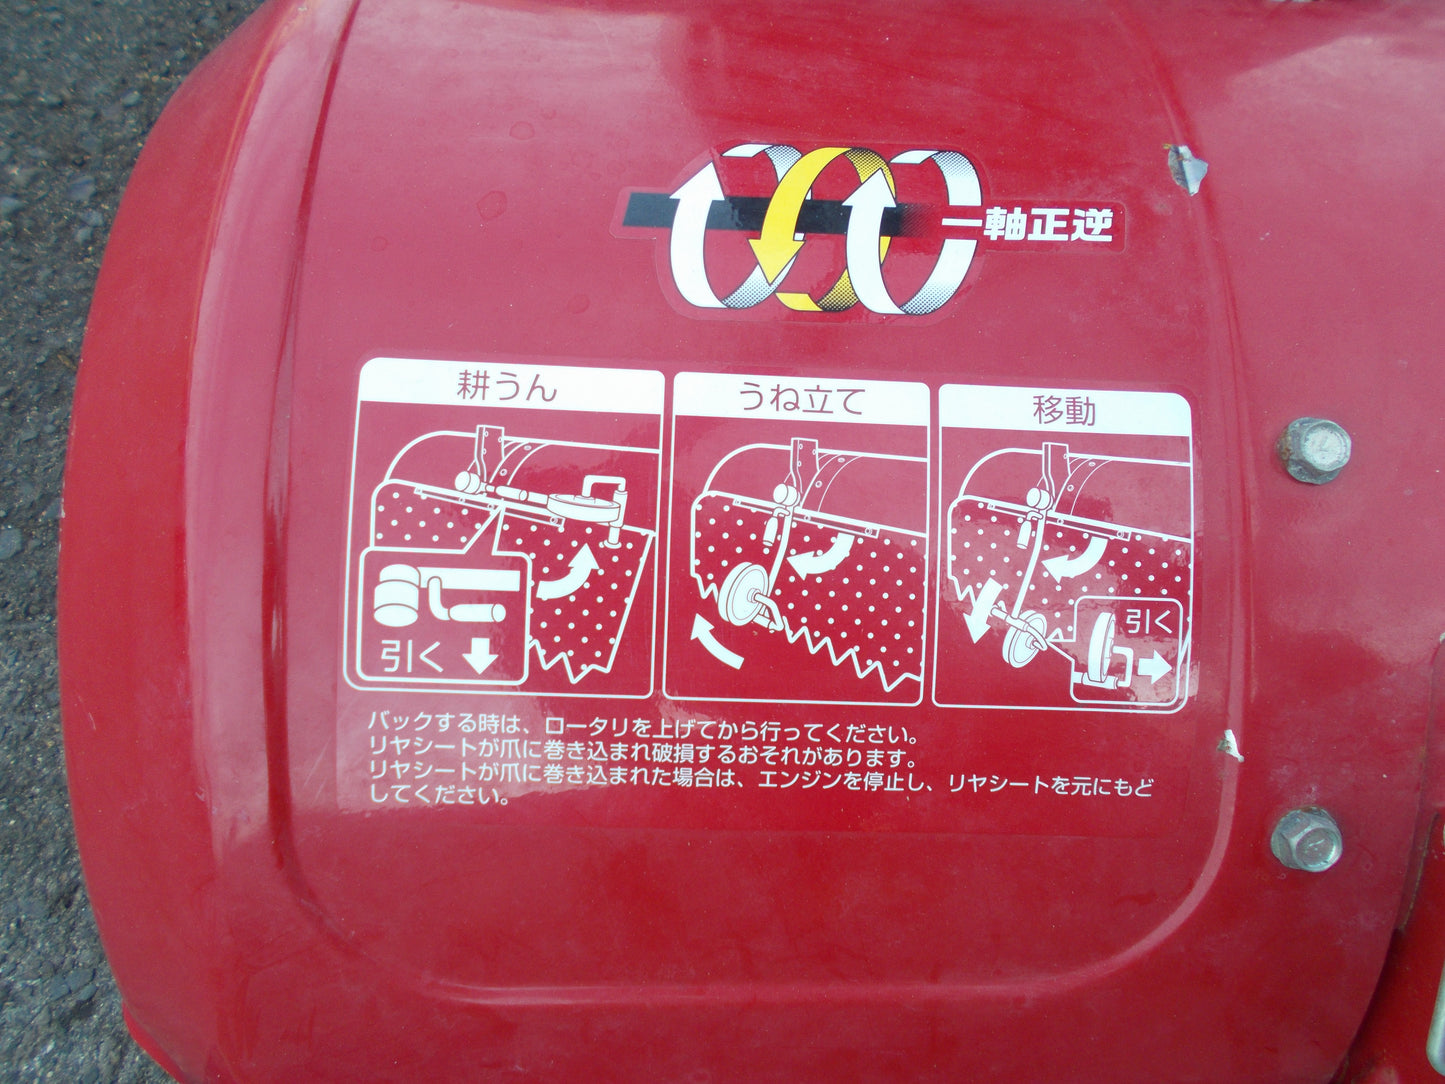 一軸正逆
耕うん
うね立て
移動
引く
引く
バックする時は、ロータリを上げてから行ってください。
リヤシートが爪に巻き込まれ破損するおそれがあります。
リヤシートが爪に巻き込まれた場合は、エンジンを停止し、リヤシートを元にもど
してください。